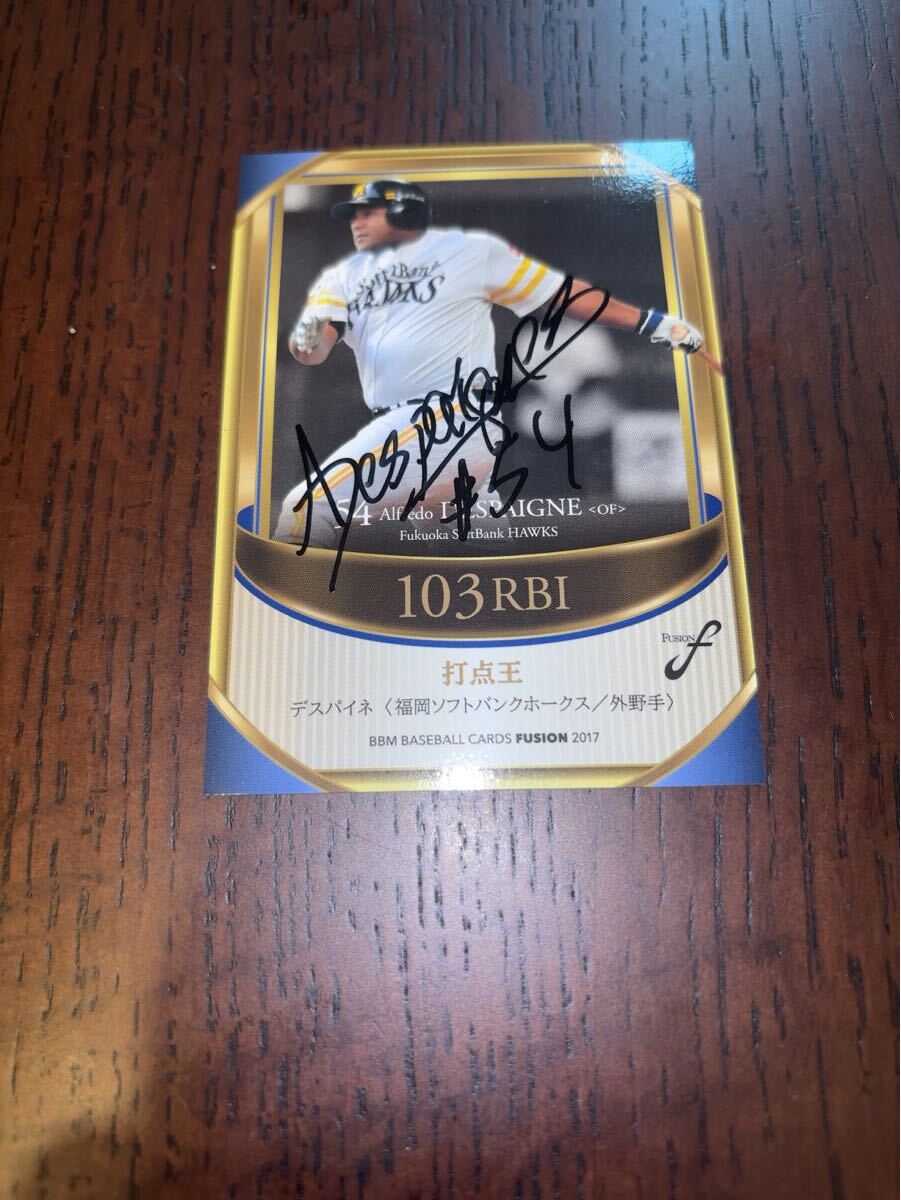 SoftBank
HAWKS
Despaigne
#54
54 Alfredo DESPAIGNE <OF>
Fukuoka SoftBank HAWKS
103RBI
FUSION f
打点王
デスパイネ〈福岡ソフトバンクホークス／外野手〉
BBM BASEBALL CARDS FUSION 2017